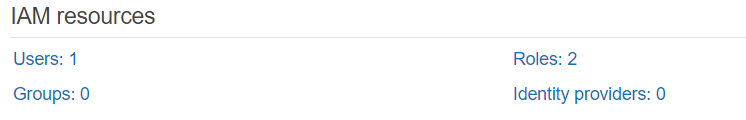 IAM resources
Users: 1
Roles: 2
Groups: 0
Identity providers: 0